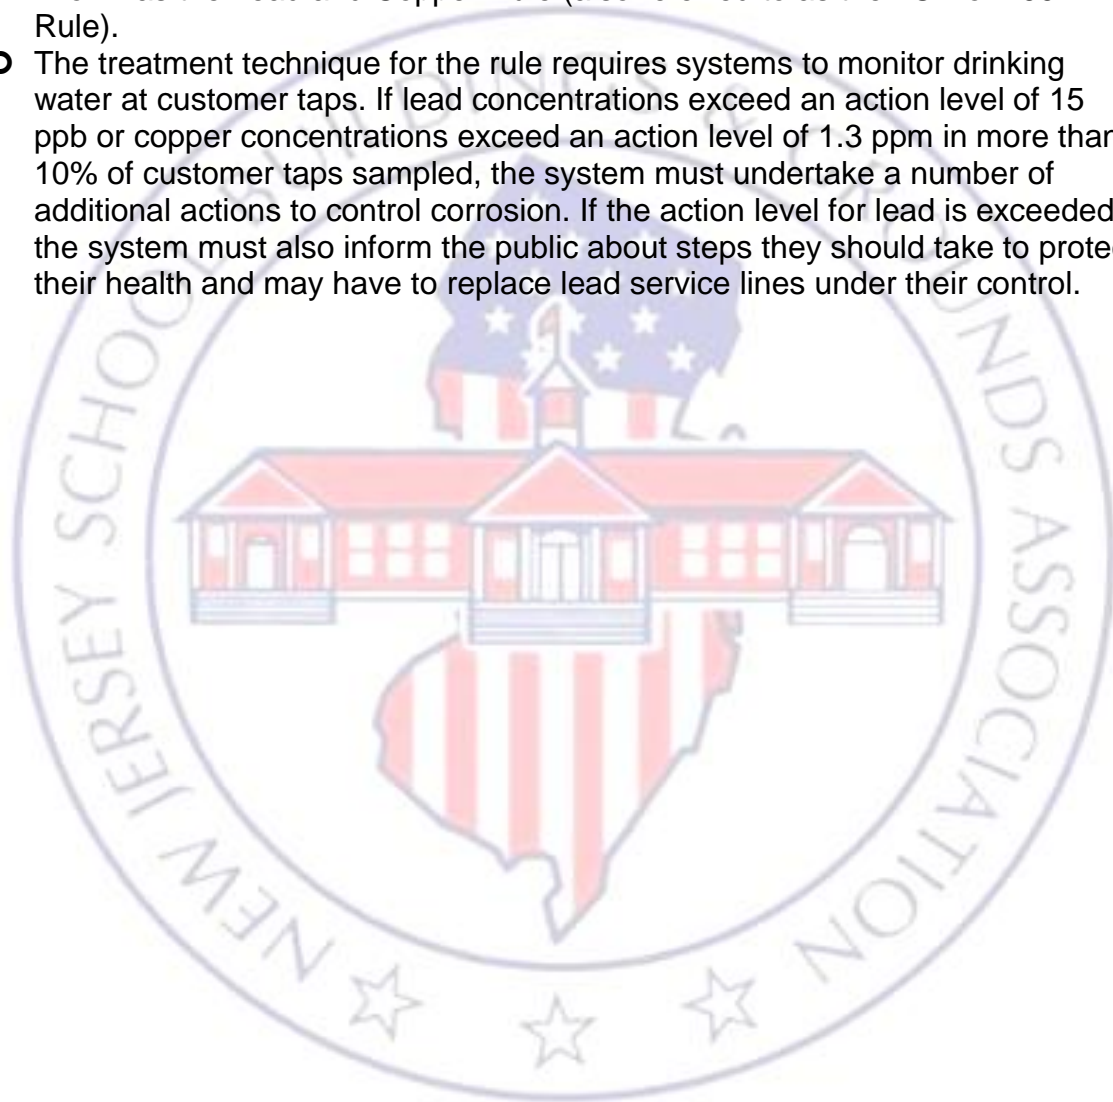 Rule).
The treatment technique for the rule requires systems to monitor drinking
water at customer taps. If lead concentrations exceed an action level of 15
ppb or copper concentrations exceed an action level of 1.3 ppm in more than
10% of customer taps sampled, the system must undertake a number of
additional actions to control corrosion. If the action level for lead is exceeded
the system must also inform the public about steps they should take to
their health and may have to replace lead service lines under their control.
NEW JERSEY SCHOOL BUILDINGS & GROUNDS ASSOCIATION